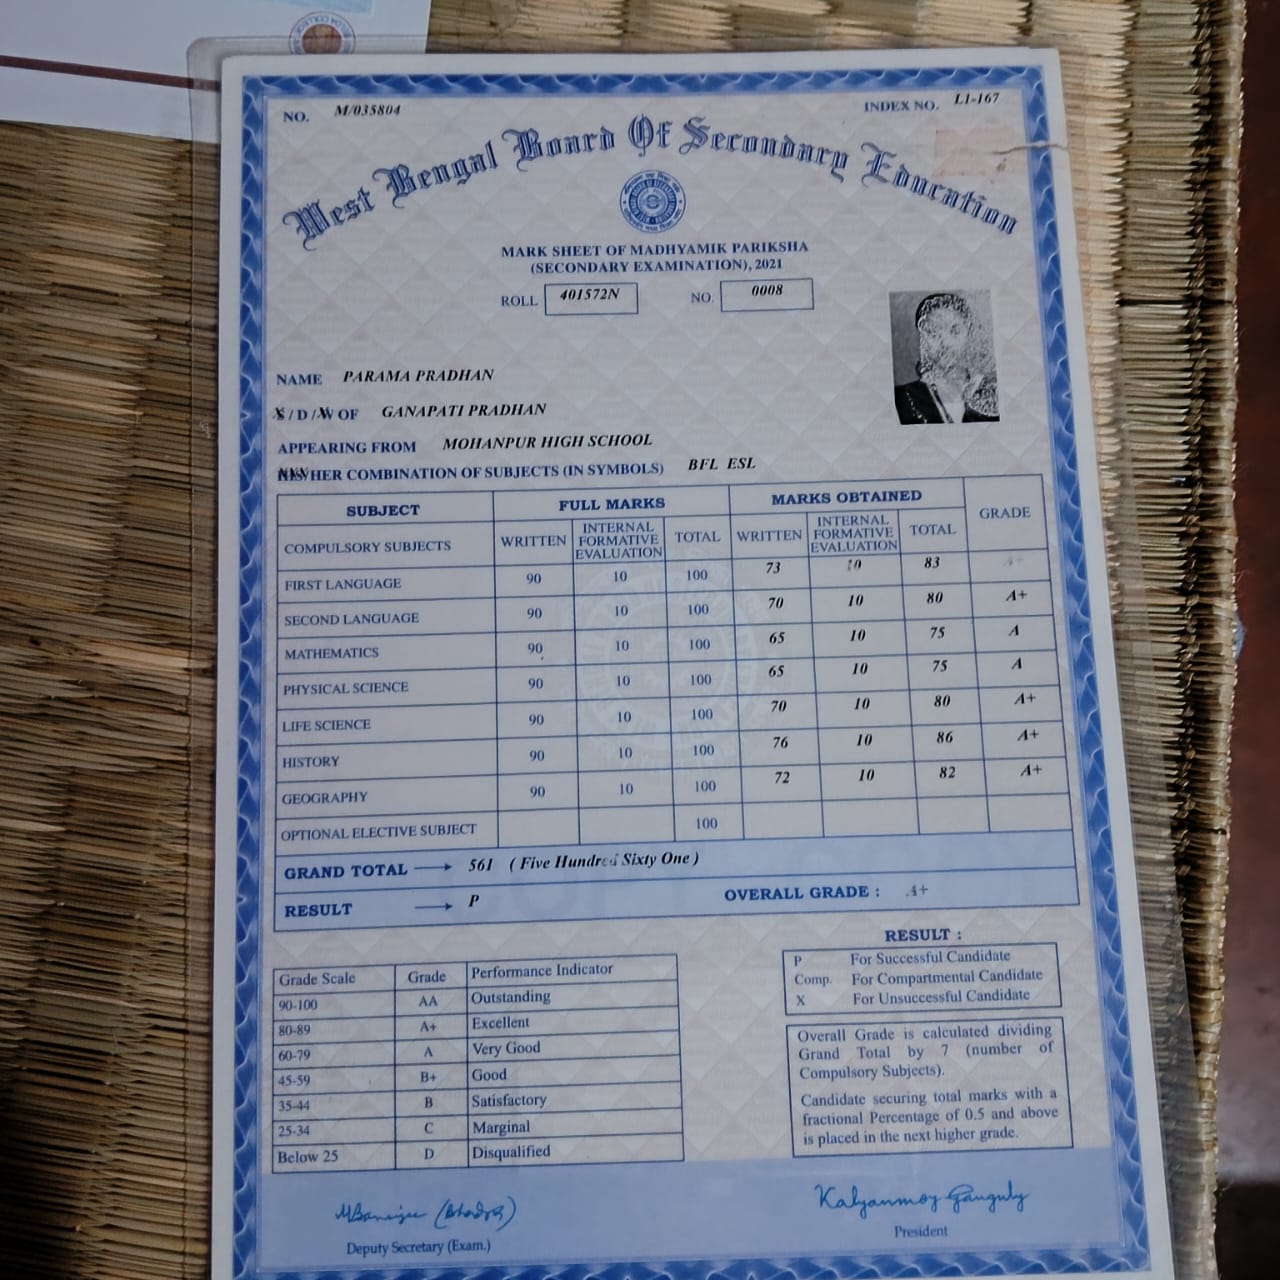 NO. M/035804 INDEX NO. L1-167
West Bengal Board Of Secondary Education
MARK SHEET OF MADHYAMIK PARIKSHA
(SECONDARY EXAMINATION), 2021
ROLL 401572N NO. 0008
NAME PARAMA PRADHAN
S / D / W OF GANAPATI PRADHAN
APPEARING FROM MOHANPUR HIGH SCHOOL
HIS/HER COMBINATION OF SUBJECTS (IN SYMBOLS) BFL ESL
SUBJECT FULL MARKS MARKS OBTAINED GRADE
COMPULSORY SUBJECTS WRITTEN INTERNAL FORMATIVE EVALUATION TOTAL WRITTEN INTERNAL FORMATIVE EVALUATION TOTAL
FIRST LANGUAGE 90 10 100 73 10 83 A+
SECOND LANGUAGE 90 10 100 70 10 80 A+
MATHEMATICS 90 10 100 65 10 75 A
PHYSICAL SCIENCE 90 10 100 65 10 75 A
LIFE SCIENCE 90 10 100 70 10 80 A+
HISTORY 90 10 100 76 10 86 A+
GEOGRAPHY 90 10 100 72 10 82 A+
OPTIONAL ELECTIVE SUBJECT 100
GRAND TOTAL 561 ( Five Hundred Sixty One )
RESULT P OVERALL GRADE : A+
RESULT :
P For Successful Candidate
Comp. For Compartmental Candidate
X For Unsuccessful Candidate
Grade Scale Grade Performance Indicator
90-100 AA Outstanding
80-89 A+ Excellent
60-79 A Very Good
45-59 B+ Good
35-44 B Satisfactory
25-34 C Marginal
Below 25 D Disqualified
Overall Grade is calculated dividing
Grand Total by 7 (number of
Compulsory Subjects).
Candidate securing total marks with a
fractional Percentage of 0.5 and above
is placed in the next higher grade.
Kalyanmoy Ganguly
Deputy Secretary (Exam.) President